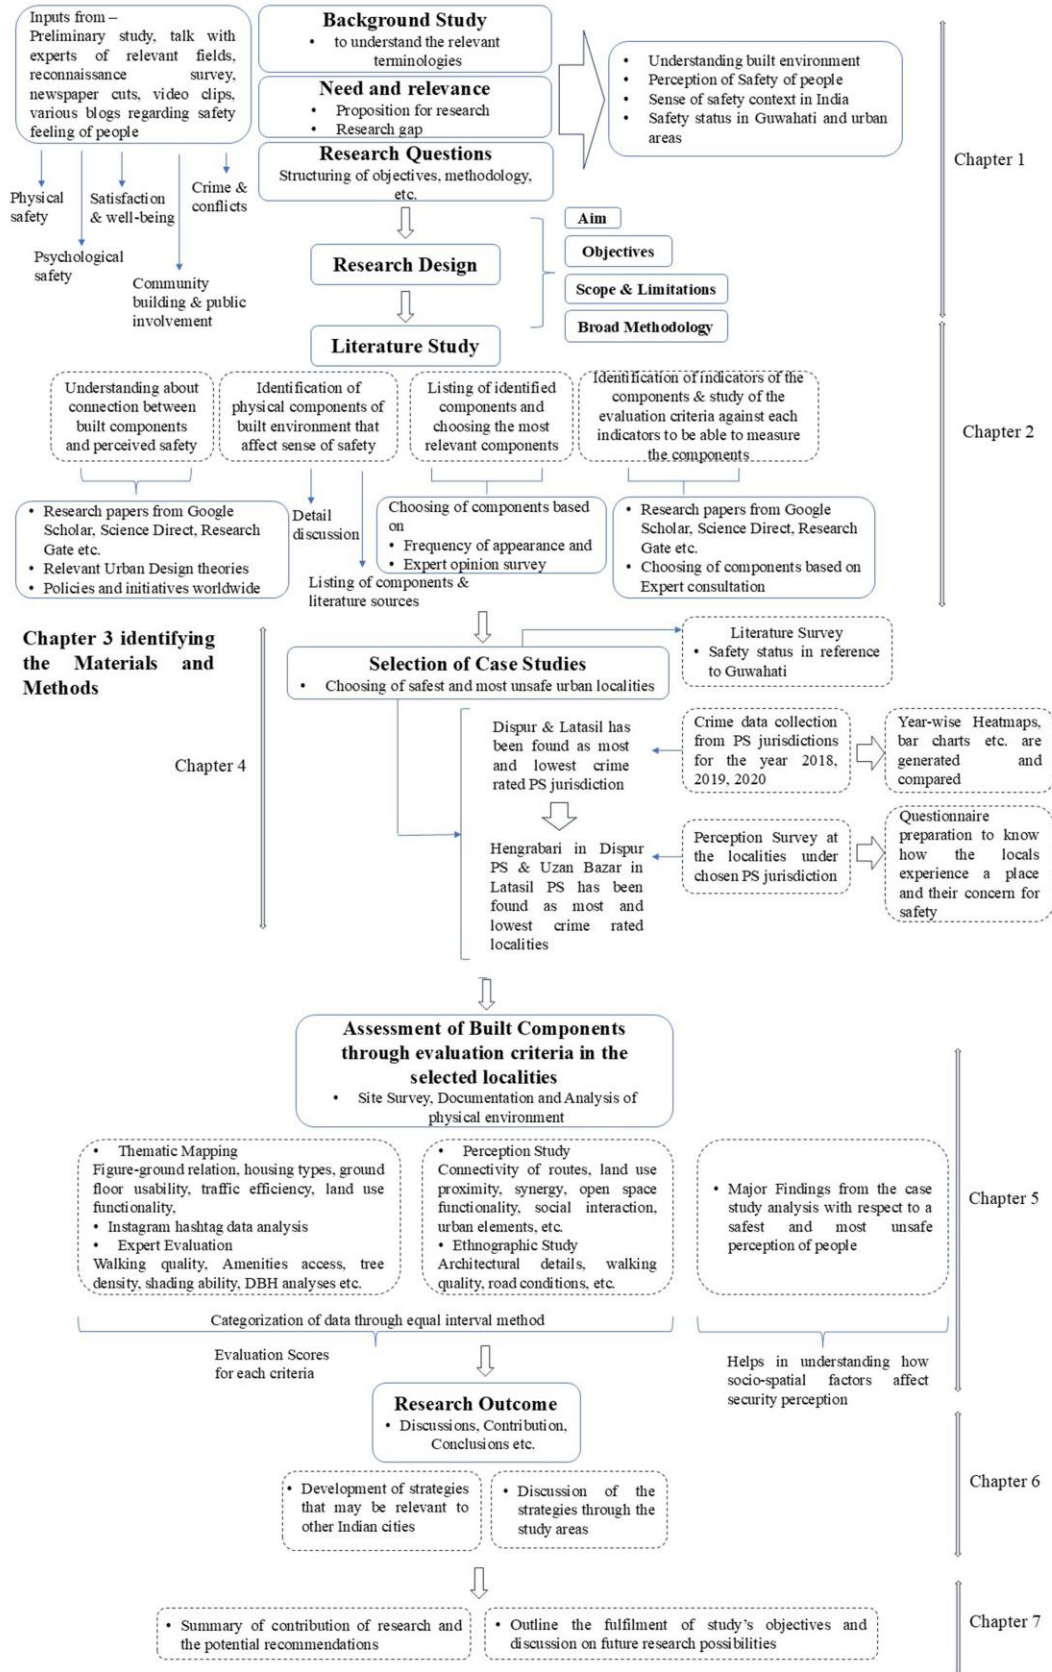 Inputs from –
Preliminary study, talk with
experts of relevant fields,
reconnaissance survey,
newspaper cuts, video clips,
various blogs regarding safety
feeling of people
Physical
safety
Psychological
safety
Satisfaction
& well-being
Community
building & public
involvement
Crime &
conflicts
Background Study
• to understand the relevant
terminologies
Need and relevance
• Proposition for research
• Research gap
Research Questions
Structuring of objectives, methodology,
etc.
• Understanding built environment
• Perception of Safety of people
• Sense of safety context in India
• Safety status in Guwahati and urban
areas
Chapter 1
Research Design
Aim
Objectives
Scope & Limitations
Broad Methodology
Literature Study
Understanding about
connection between
built components
and perceived safety
Identification of
physical components of
built environment that
affect sense of safety
Listing of identified
components and
choosing the most
relevant components
Identification of indicators of the
components & study of the
evaluation criteria against each
indicators to be able to measure
the components
Chapter 2
• Research papers from Google
Scholar, Science Direct, Research
Gate etc.
• Relevant Urban Design theories
• Policies and initiatives worldwide
Detail
discussion
Listing of components &
literature sources
Choosing of components based
on
• Frequency of appearance and
• Expert opinion survey
• Research papers from Google
Scholar, Science Direct, Research
Gate etc.
• Choosing of components based on
Expert consultation
Chapter 3 identifying
the Materials and
Methods
Selection of Case Studies
• Choosing of safest and most unsafe urban localities
Literature Survey
• Safety status in reference
to Guwahati
Chapter 4
Dispur & Latasil has
been found as most
and lowest crime
rated PS jurisdiction
Crime data collection
from PS jurisdictions
for the year 2018,
2019, 2020
Year-wise Heatmaps,
bar charts etc. are
generated and
compared
Hengrabari in Dispur
PS & Uzan Bazar in
Latasil PS has been
found as most and
lowest crime rated
localities
Perception Survey at
the localities under
chosen PS jurisdiction
Questionnaire
preparation to know
how the locals
experience a place
and their concern for
safety
Assessment of Built Components
through evaluation criteria in the
selected localities
• Site Survey, Documentation and Analysis of
physical environment
• Thematic Mapping
Figure-ground relation, housing types, ground
floor usability, traffic efficiency, land use
functionality,
• Instagram hashtag data analysis
• Expert Evaluation
Walking quality, Amenities access, tree
density, shading ability, DBH analyses etc.
• Perception Study
Connectivity of routes, land use
proximity, synergy, open space
functionality, social interaction,
urban elements, etc.
• Ethnographic Study
Architectural details, walking
quality, road conditions, etc.
• Major Findings from the case
study analysis with respect to a
safest and most unsafe
perception of people
Chapter 5
Categorization of data through equal interval method
Evaluation Scores
for each criteria
Helps in understanding how
socio-spatial factors affect
security perception
Research Outcome
• Discussions, Contribution,
Conclusions etc.
• Development of strategies
that may be relevant to
other Indian cities
• Discussion of the
strategies through the
study areas
Chapter 6
• Summary of contribution of research and
the potential recommendations
• Outline the fulfilment of study's objectives and
discussion on future research possibilities
Chapter 7